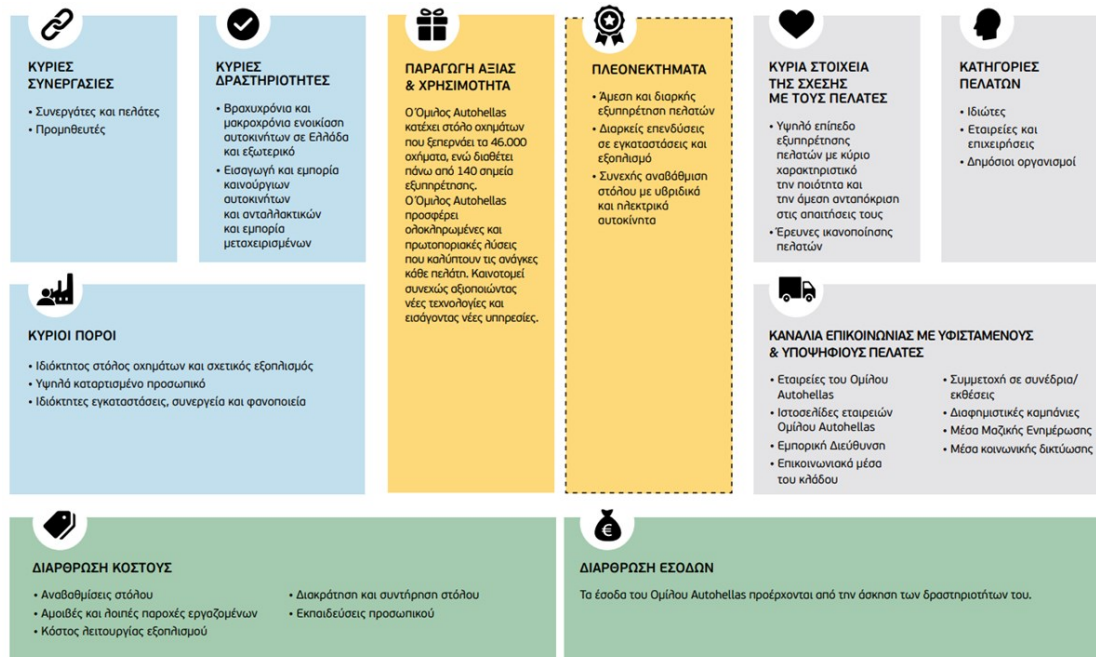 ΚΥΡΙΕΣ
ΣΥΝΕΡΓΑΣΙΕΣ
• Συνεργάτες και πελάτες
• Προμηθευτές
ΚΥΡΙΕΣ
ΔΡΑΣΤΗΡΙΟΤΗΤΕΣ
• Βραχυχρόνια και
μακροχρόνια ενοικίαση
αυτοκινήτων σε Ελλάδα
και εξωτερικό
• Εισαγωγή και εμπορία
καινούργιων
αυτοκινήτων
και ανταλλακτικών
και εμπορία
μεταχειρισμένων
ΠΑΡΑΓΩΓΗ ΑΞΙΑΣ
& ΧΡΗΣΙΜΟΤΗΤΑ
Ο Όμιλος Autohellas
κατέχει στόλο οχημάτων
που ξεπερνάει τα 46.000
οχήματα, ενώ διαθέτει
πάνω από 140 σημεία
εξυπηρέτησης.
Ο Όμιλος Autohellas
προσφέρει
ολοκληρωμένες και
πρωτοποριακές λύσεις
που καλύπτουν τις ανάγκες
κάθε πελάτη. Καινοτομεί
συνεχώς αξιοποιώντας
νέες τεχνολογίες και
εισάγοντας νέες υπηρεσίες.
ΠΛΕΟΝΕΚΤΗΜΑΤΑ
• Άμεση και διαρκής
εξυπηρέτηση πελατών
• Διαρκείς επενδύσεις
σε εγκαταστάσεις και
εξοπλισμό
• Συνεχής αναβάθμιση
στόλου με υβριδικά
και ηλεκτρικά
αυτοκίνητα
ΚΥΡΙΑ ΣΤΟΙΧΕΙΑ
ΤΗΣ ΣΧΕΣΗΣ
ΜΕ ΤΟΥΣ ΠΕΛΑΤΕΣ
• Υψηλό επίπεδο
εξυπηρέτησης
πελατών με κύριο
χαρακτηριστικό
την ποιότητα και
την άμεση ανταπόκριση
στις απαιτήσεις τους
• Έρευνες ικανοποίησης
πελατών
ΚΑΤΗΓΟΡΙΕΣ
ΠΕΛΑΤΩΝ
• Ιδιώτες
• Εταιρείες και
επιχειρήσεις
• Δημόσιοι οργανισμοί
ΚΥΡΙΟΙ ΠΟΡΟΙ
• Ιδιόκτητος στόλος οχημάτων και σχετικός εξοπλισμός
• Υψηλά καταρτισμένο προσωπικό
• Ιδιόκτητες εγκαταστάσεις, συνεργεία και φανοποιεία
ΚΑΝΑΛΙΑ ΕΠΙΚΟΙΝΩΝΙΑΣ ΜΕ ΥΦΙΣΤΑΜΕΝΟΥΣ
& ΥΠΟΨΗΦΙΟΥΣ ΠΕΛΑΤΕΣ
• Εταιρείες του Ομίλου
Autohellas
• Ιστοσελίδες εταιρειών
Ομίλου Autohellas
• Εμπορική Διεύθυνση
• Επικοινωνιακά μέσα
του κλάδου
• Συμμετοχή σε συνέδρια/
εκθέσεις
• Διαφημιστικές καμπάνιες
• Μέσα Μαζικής Ενημέρωσης
• Μέσα κοινωνικής δικτύωσης
ΔΙΑΡΘΡΩΣΗ ΚΟΣΤΟΥΣ
• Αναβαθμίσεις στόλου
• Αμοιβές και λοιπές παροχές εργαζομένων
• Κόστος λειτουργίας εξοπλισμού
• Διακράτηση και συντήρηση στόλου
• Εκπαιδεύσεις προσωπικού
€
ΔΙΑΡΘΡΩΣΗ ΕΣΟΔΩΝ
Τα έσοδα του Ομίλου Autohellas προέρχονται από την άσκηση των δραστηριοτήτων του.